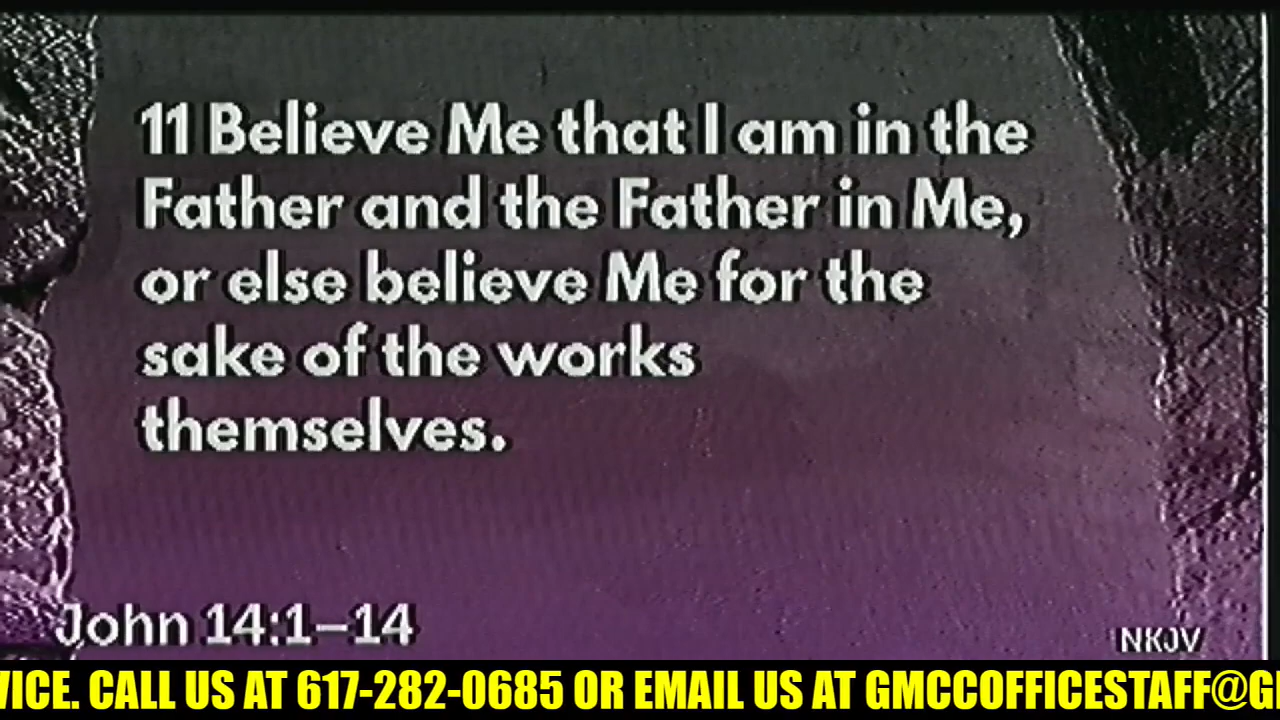 11 Believe Me that I am in the
Father and the Father in Me,
or else believe Me for the
sake of the works
themselves.
John 14:1–14
NKJV
VICE. CALL US AT 617-282-0685 OR EMAIL US AT GMCCOFFICESTAFF@G